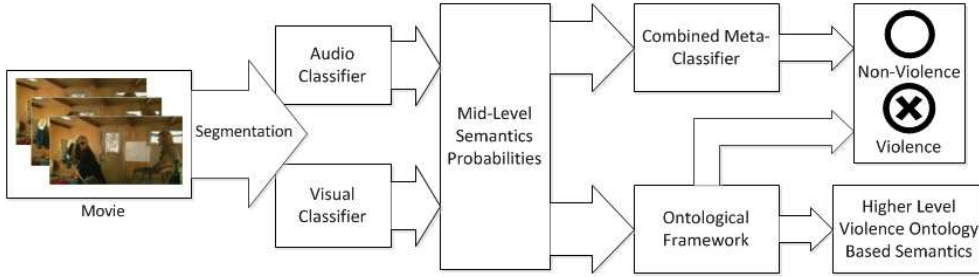 Movie
Segmentation
Audio
Classifier
Visual
Classifier
Mid-Level
Semantics
Probabilities
Combined Meta-
Classifier
Ontological
Framework
Non-Violence
Violence
Higher Level
Violence Ontology
Based Semantics